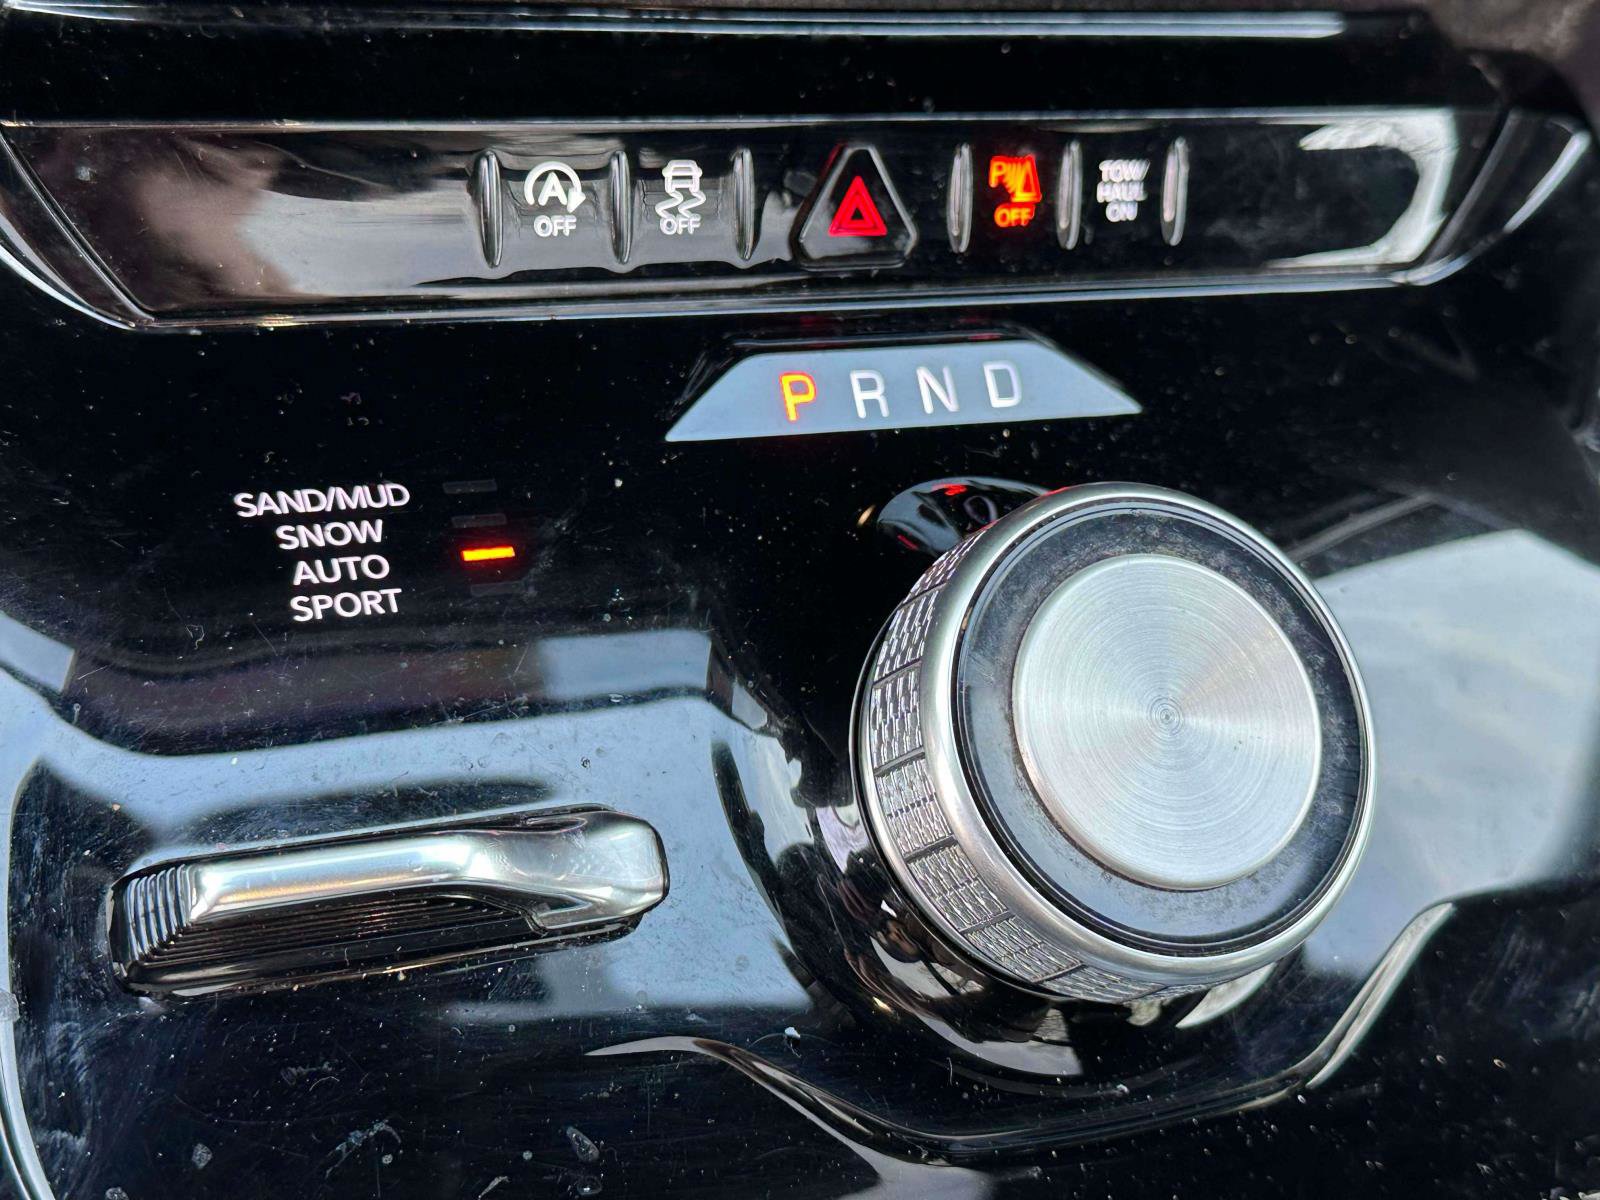 A
OFF
OFF
P
OFF
TOW/
HAUL
ON
P R N D
SAND/MUD
SNOW
AUTO
SPORT